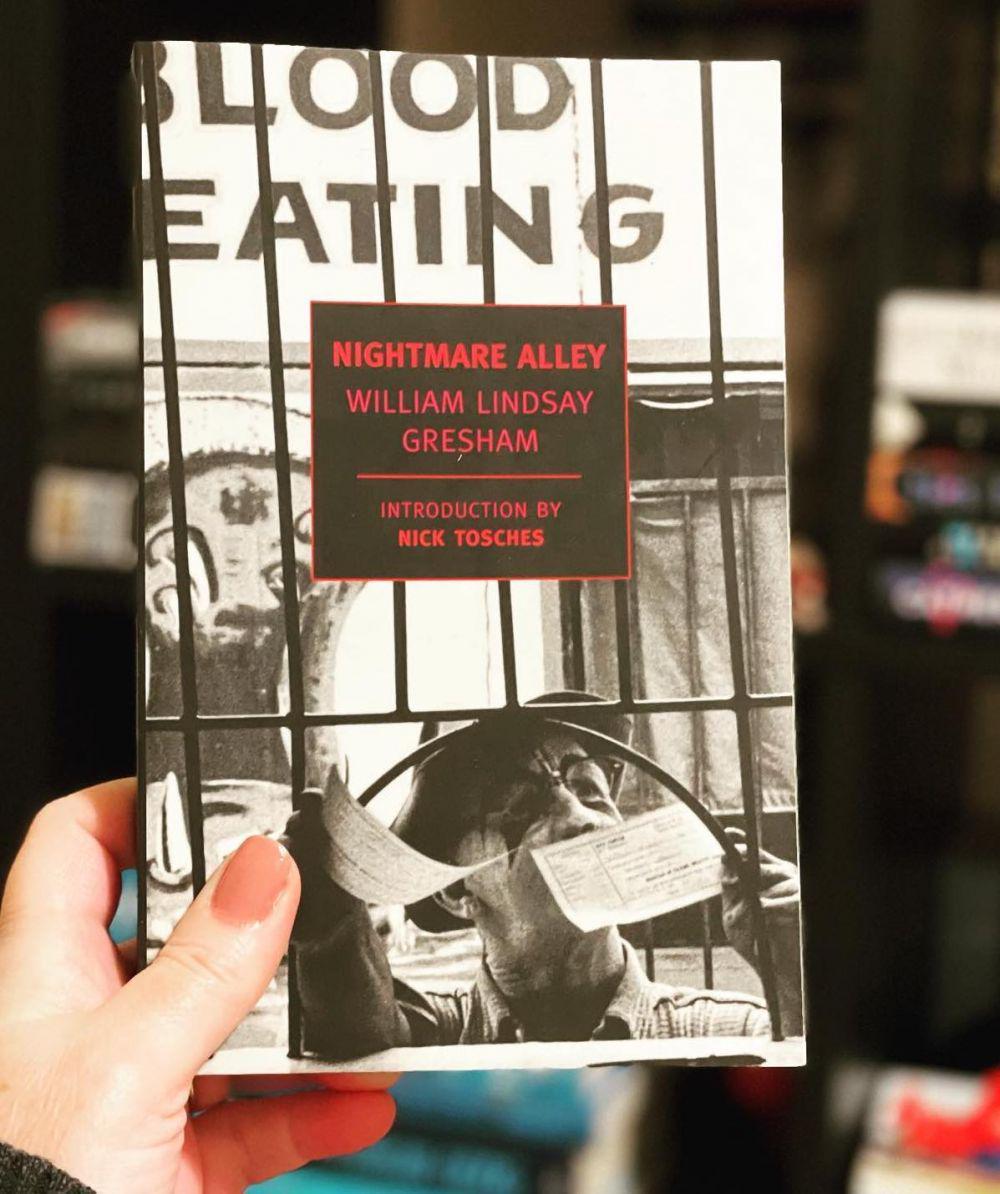 BLOOD
EATING
NIGHTMARE ALLEY
WILLIAM LINDSAY
GRESHAM
INTRODUCTION BY
NICK TOSCHES